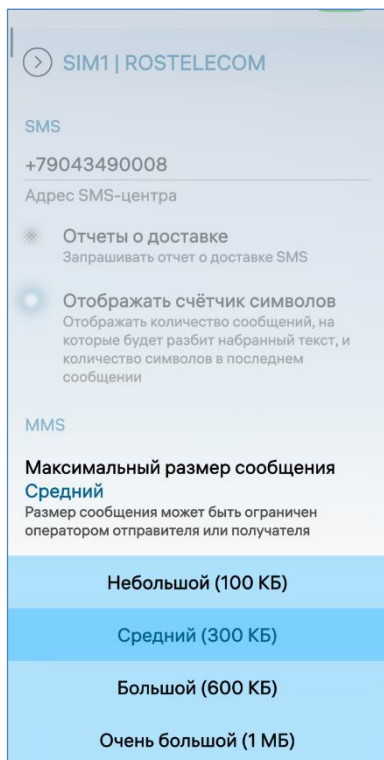 SIM1 | ROSTELECOM
SMS
+79043490008
Адрес SMS-центра
Отчеты о доставке
Запрашивать отчет о доставке SMS
Отображать счётчик символов
Отображать количество сообщений, на
которые будет разбит набранный текст, и
количество символов в последнем
сообщении
MMS
Максимальный размер сообщения
Средний
Размер сообщения может быть ограничен
оператором отправителя или получателя
Небольшой (100 КБ)
Средний (300 КБ)
Большой (600 КБ)
Очень большой (1 МБ)